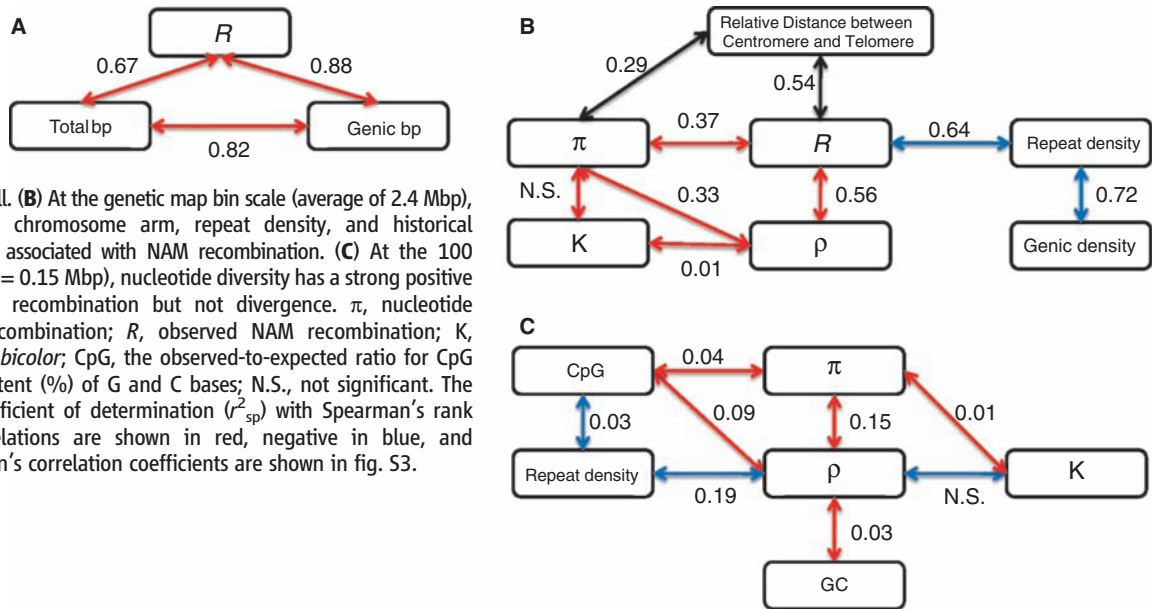 A
R
0.67
0.88
Total bp
Genic bp
0.82
ll. (B) At the genetic map bin scale (average of 2.4 Mbp),
chromosome arm, repeat density, and historical
associated with NAM recombination. (C) At the 100
= 0.15 Mbp), nucleotide diversity has a strong positive
recombination but not divergence. π, nucleotide
combination; R, observed NAM recombination; K,
bicolor; CpG, the observed-to-expected ratio for CpG
tent (%) of G and C bases; N.S., not significant. The
fficient of determination (r²sp) with Spearman's rank
elations are shown in red, negative in blue, and
n's correlation coefficients are shown in fig. S3.
B
Relative Distance between
Centromere and Telomere
0.29
0.54
π
0.37
R
0.64
Repeat density
N.S.
0.33
0.56
0.72
K
0.01
ρ
Genic density
C
CpG
0.04
π
0.03
0.09
0.15
0.01
Repeat density
0.19
ρ
N.S.
K
0.03
GC